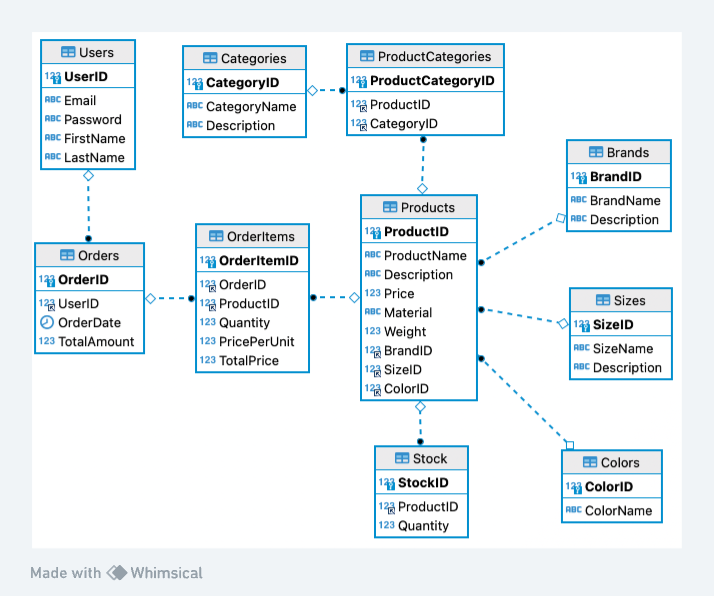 Users
123 UserID
ABC Email
ABC Password
ABC FirstName
ABC LastName
Categories
123 CategoryID
ABC CategoryName
ABC Description
ProductCategories
123 ProductCategoryID
123 ProductID
123 CategoryID
Brands
123 BrandID
ABC BrandName
ABC Description
Orders
123 OrderID
123 UserID
OrderDate
123 TotalAmount
OrderItems
123 OrderItemID
123 OrderID
123 ProductID
123 Quantity
123 PricePerUnit
123 TotalPrice
Products
123 ProductID
ABC ProductName
ABC Description
123 Price
ABC Material
123 Weight
123 BrandID
123 SizeID
123 ColorID
Sizes
123 SizeID
ABC SizeName
ABC Description
Stock
123 StockID
123 ProductID
123 Quantity
Colors
123 ColorID
ABC ColorName
Made with Whimsical